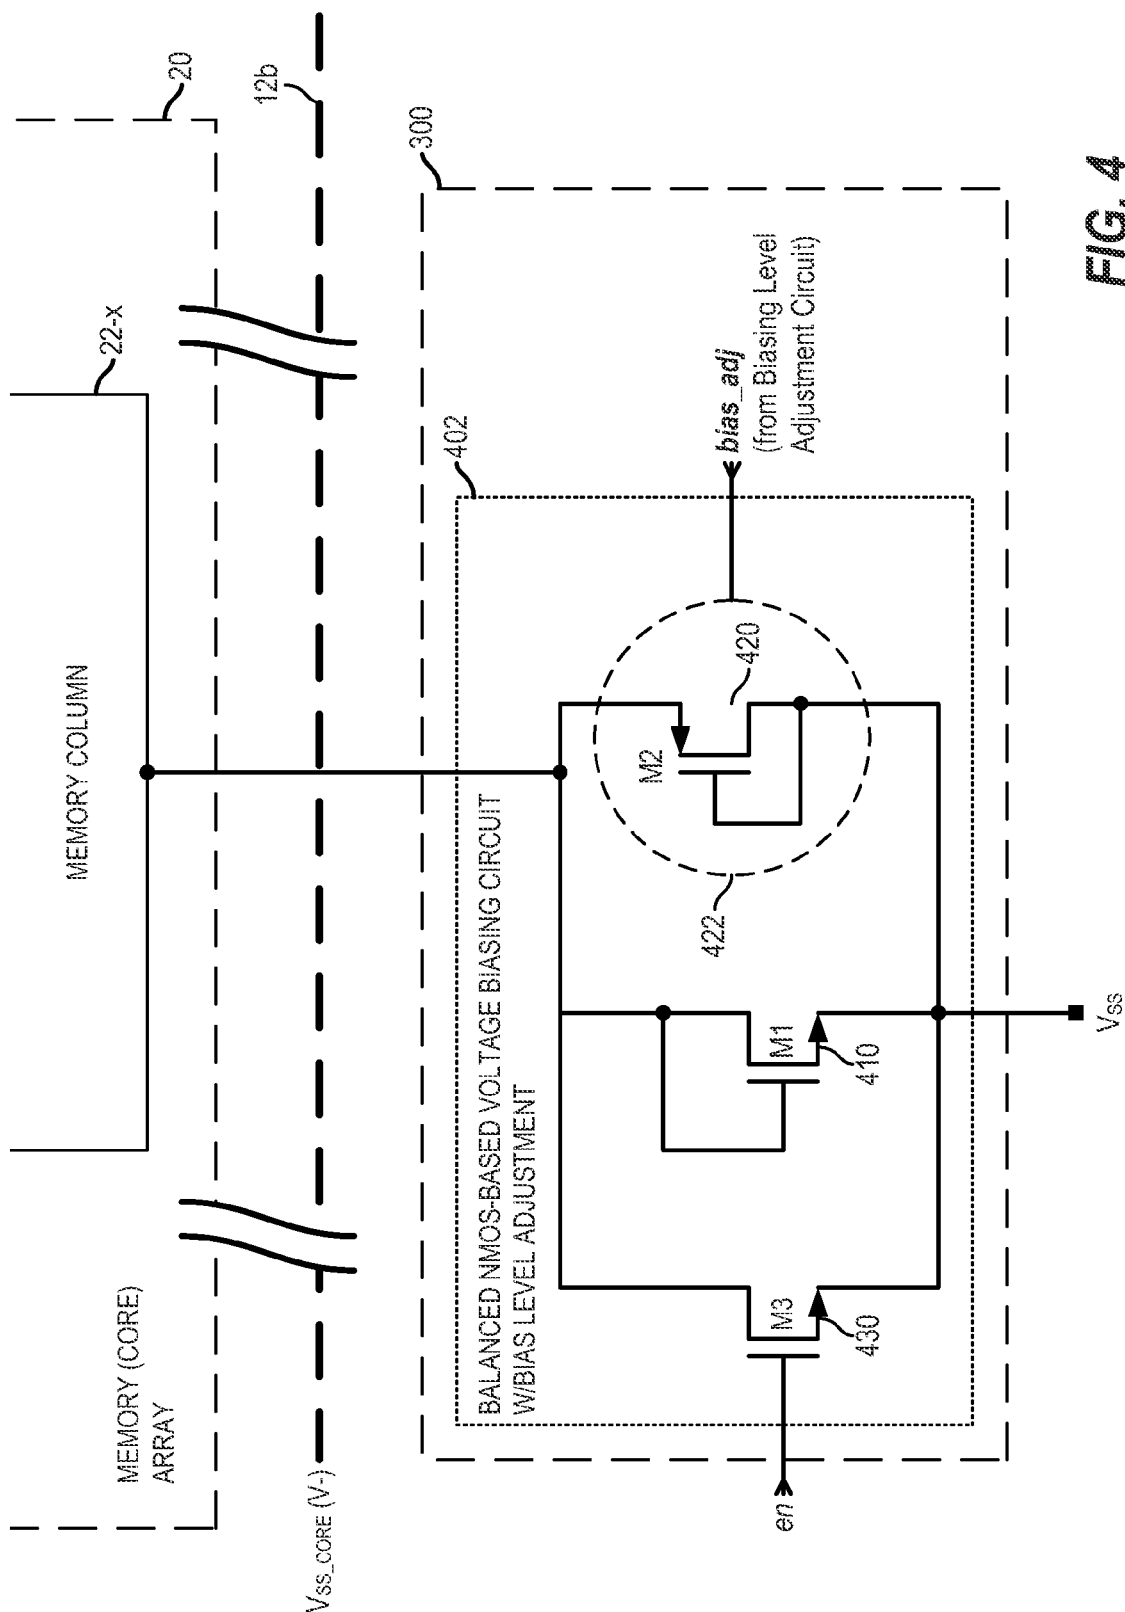 MEMORY (CORE)
ARRAY
MEMORY COLUMN
22-x
20
VSS_CORE (V-)
12b
300
BALANCED NMOS-BASED VOLTAGE BIASING CIRCUIT
W/BIAS LEVEL ADJUSTMENT
402
en
M3
430
M1
410
M2
420
422
bias_adj
(from Biasing Level
Adjustment Circuit)
VSS
FIG. 4